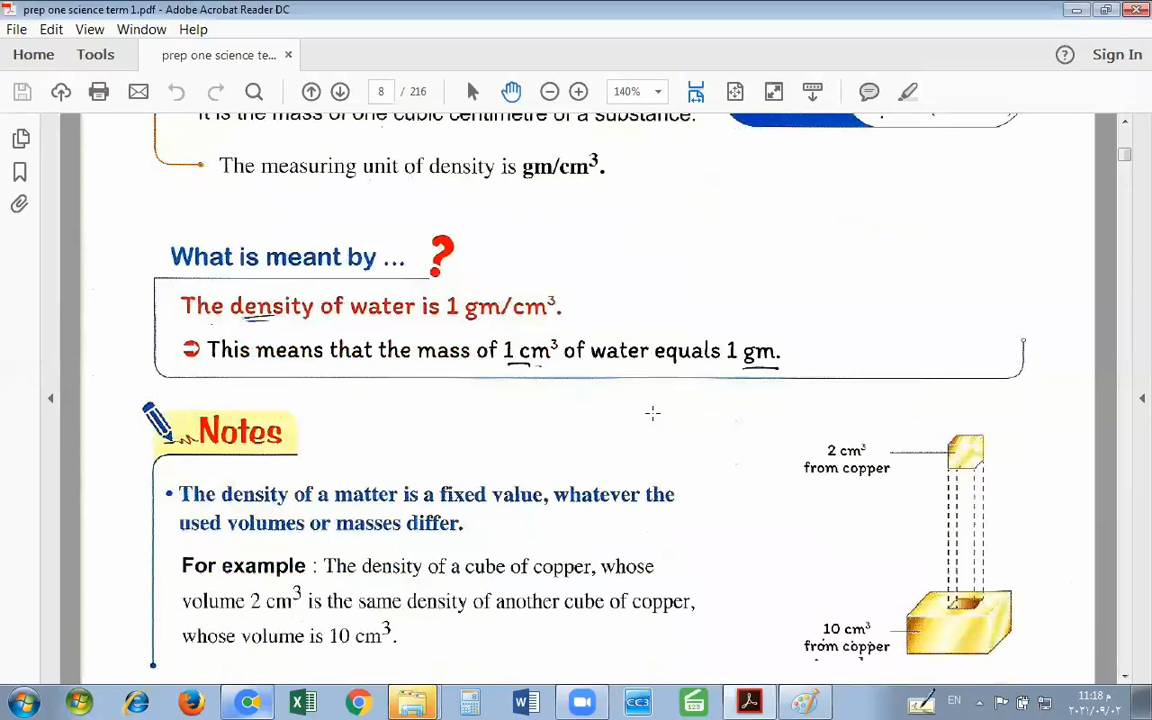 prep one science term 1.pdf - Adobe Acrobat Reader DC
File Edit View Window Help
Home Tools prep one science te... × Sign In
8 / 216 140%
It is the mass of one cubic centimetre of a substance.
The measuring unit of density is gm/cm³.
What is meant by ... ?
The density of water is 1 gm/cm³.
This means that the mass of 1 cm³ of water equals 1 gm.
Notes
• The density of a matter is a fixed value, whatever the
used volumes or masses differ.
For example : The density of a cube of copper, whose
volume 2 cm³ is the same density of another cube of copper,
whose volume is 10 cm³.
2 cm³
from copper
10 cm³
from copper
CC3
123
EN
11:18 م
٢٠٢١/٠٩/٠٢